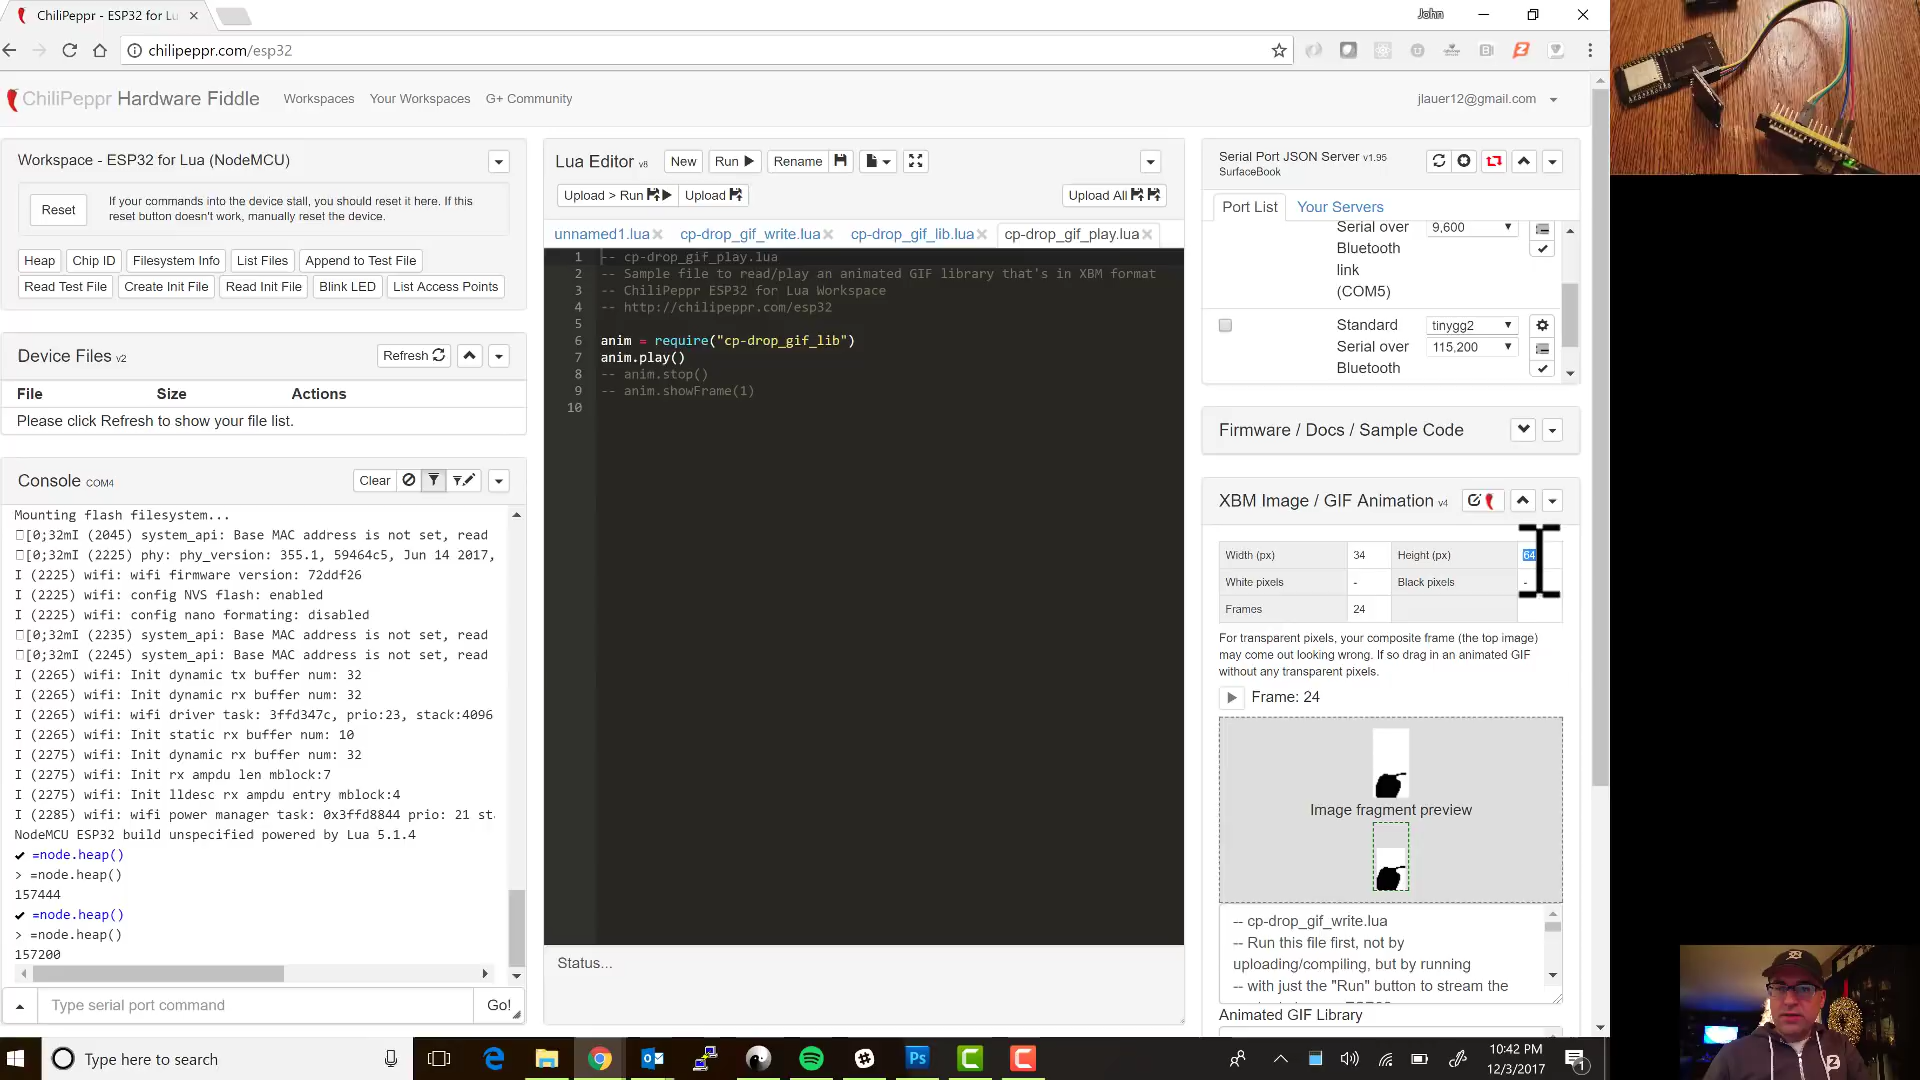 ChiliPeppr - ESP32 for Lu
John
chilipeppr.com/esp32
ChiliPeppr Hardware Fiddle
Workspaces
Your Workspaces
G+ Community
jlauer12@gmail.com
Workspace - ESP32 for Lua (NodeMCU)
Reset
If your commands into the device stall, you should reset it here. If this
reset button doesn't work, manually reset the device.
Heap
Chip ID
Filesystem Info
List Files
Append to Test File
Read Test File
Create Init File
Read Init File
Blink LED
List Access Points
Device Files v2
Refresh
File
Size
Actions
Please click Refresh to show your file list.
Console COM4
Clear
Mounting flash filesystem...
[0;32mI (2045) system_api: Base MAC address is not set, read
[0;32mI (2225) phy: phy_version: 355.1, 59464c5, Jun 14 2017,
I (2225) wifi: wifi firmware version: 72ddf26
I (2225) wifi: config NVS flash: enabled
I (2225) wifi: config nano formating: disabled
[0;32mI (2235) system_api: Base MAC address is not set, read
[0;32mI (2245) system_api: Base MAC address is not set, read
I (2265) wifi: Init dynamic tx buffer num: 32
I (2265) wifi: Init dynamic rx buffer num: 32
I (2265) wifi: wifi driver task: 3ffd347c, prio:23, stack:4096
I (2265) wifi: Init static rx buffer num: 10
I (2275) wifi: Init dynamic rx buffer num: 32
I (2275) wifi: Init rx ampdu len mblock:7
I (2275) wifi: Init lldesc rx ampdu entry mblock:4
I (2285) wifi: wifi power manager task: 0x3ffd8844 prio: 21 st
NodeMCU ESP32 build unspecified powered by Lua 5.1.4
=node.heap()
> =node.heap()
157444
=node.heap()
> =node.heap()
157200
Type serial port command
Go!
Lua Editor v8
New
Run
Rename
Upload > Run
Upload
Upload All
unnamed1.lua
cp-drop_gif_write.lua
cp-drop_gif_lib.lua
cp-drop_gif_play.lua
1 -- cp-drop_gif_play.lua
2 -- Sample file to read/play an animated GIF library that's in XBM format
3 -- ChiliPeppr ESP32 for Lua Workspace
4 -- http://chilipeppr.com/esp32
5
6 anim = require("cp-drop_gif_lib")
7 anim.play()
8 -- anim.stop()
9 -- anim.showFrame(1)
10
Status...
Serial Port JSON Server v1.95
SurfaceBook
Port List
Your Servers
Serial over
Bluetooth
link
(COM5)
9,600
Standard
Serial over
Bluetooth
tinygg2
115,200
Firmware / Docs / Sample Code
XBM Image / GIF Animation v4
Width (px) 34 Height (px) 64
White pixels - Black pixels -
Frames 24
For transparent pixels, your composite frame (the top image)
may come out looking wrong. If so drag in an animated GIF
without any transparent pixels.
Frame: 24
Image fragment preview
-- cp-drop_gif_write.lua
-- Run this file first, not by
uploading/compiling, but by running
-- with just the "Run" button to stream the
Animated GIF Library
Type here to search
10:42 PM
12/3/2017
1